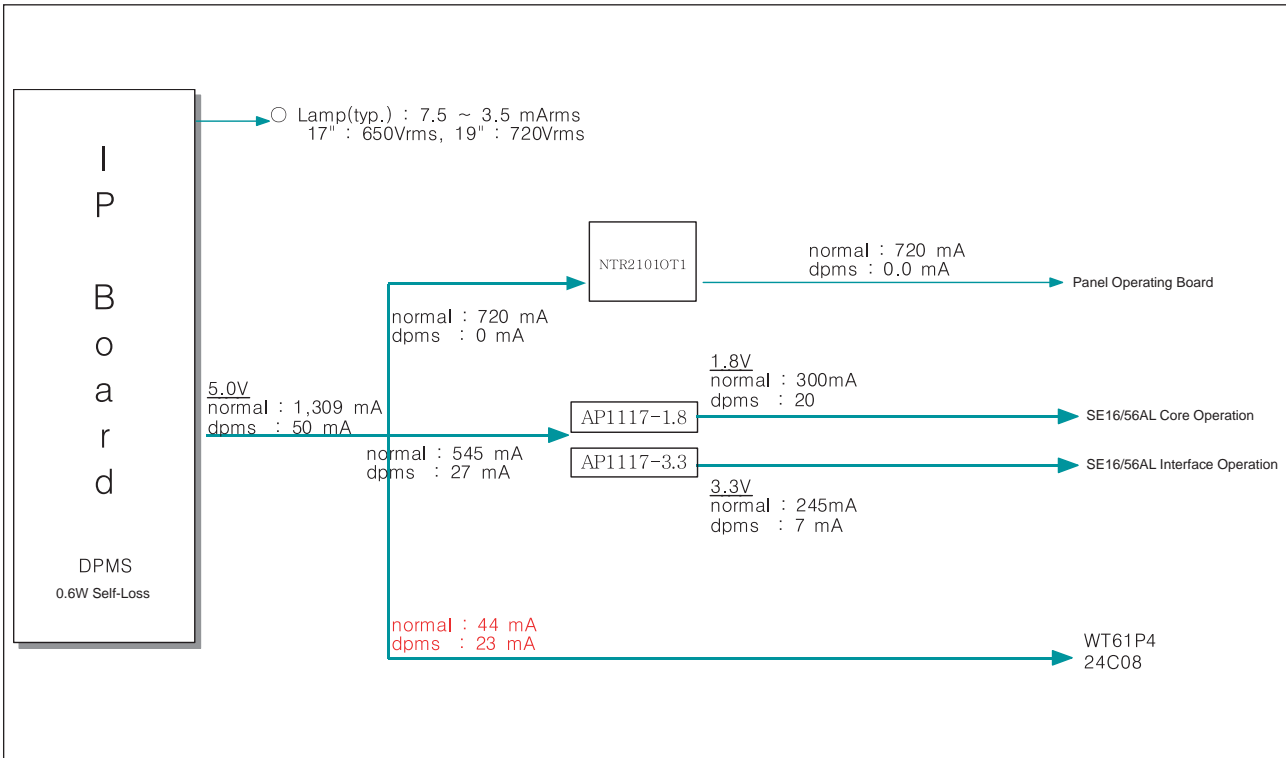 IP Board
DPMS
0.6W Self-Loss
○ Lamp(typ.) : 7.5 ~ 3.5 mArms
17" : 650Vrms, 19" : 720Vrms
NTR2101OT1
normal : 720 mA
dpms : 0.0 mA
Panel Operating Board
normal : 720 mA
dpms : 0 mA
5.0V
normal : 1,309 mA
dpms : 50 mA
normal : 545 mA
dpms : 27 mA
AP1117-1.8
AP1117-3.3
1.8V
normal : 300mA
dpms : 20
SE16/56AL Core Operation
SE16/56AL Interface Operation
3.3V
normal : 245mA
dpms : 7 mA
normal : 44 mA
dpms : 23 mA
WT61P4
24C08